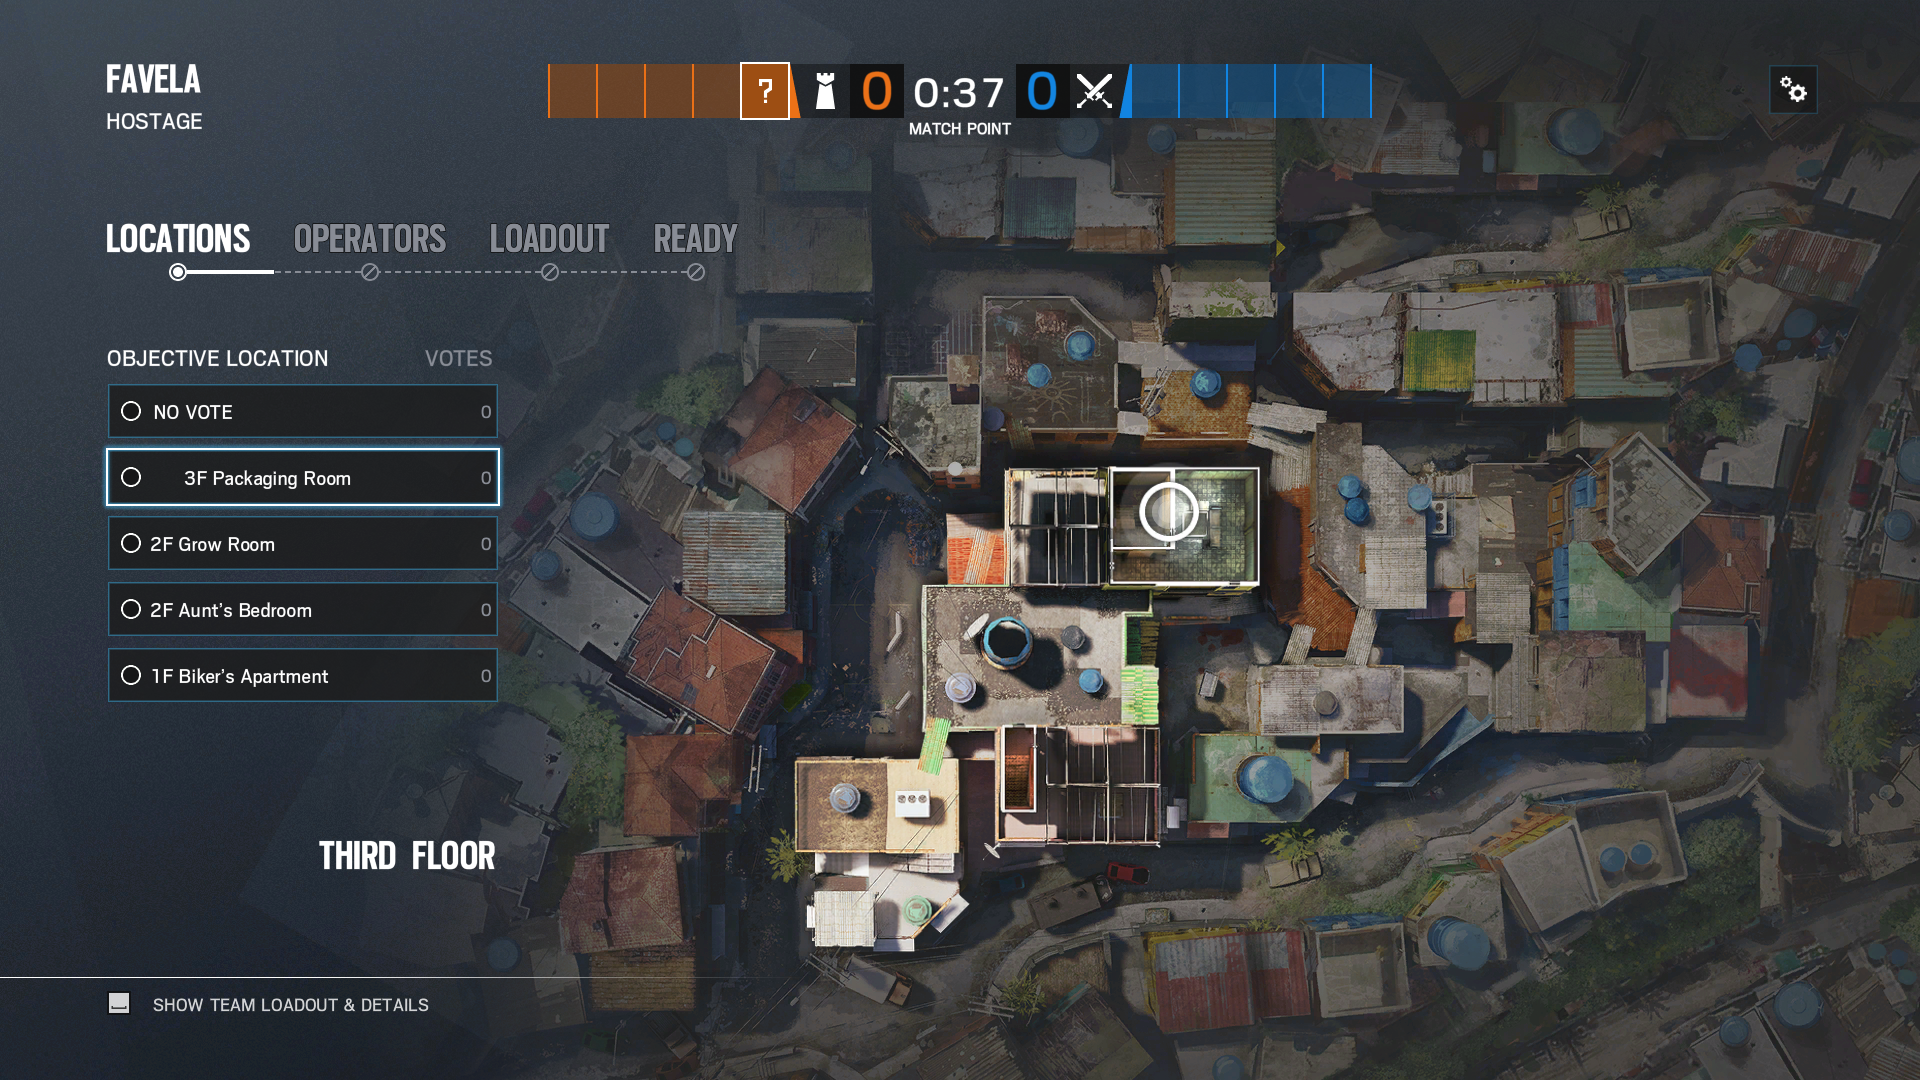 FAVELA
HOSTAGE
?
0
0:37
0
MATCH POINT
LOCATIONS
OPERATORS
LOADOUT
READY
OBJECTIVE LOCATION
VOTES
NO VOTE
0
3F Packaging Room
0
2F Grow Room
0
2F Aunt's Bedroom
0
1F Biker's Apartment
0
THIRD FLOOR
SHOW TEAM LOADOUT & DETAILS